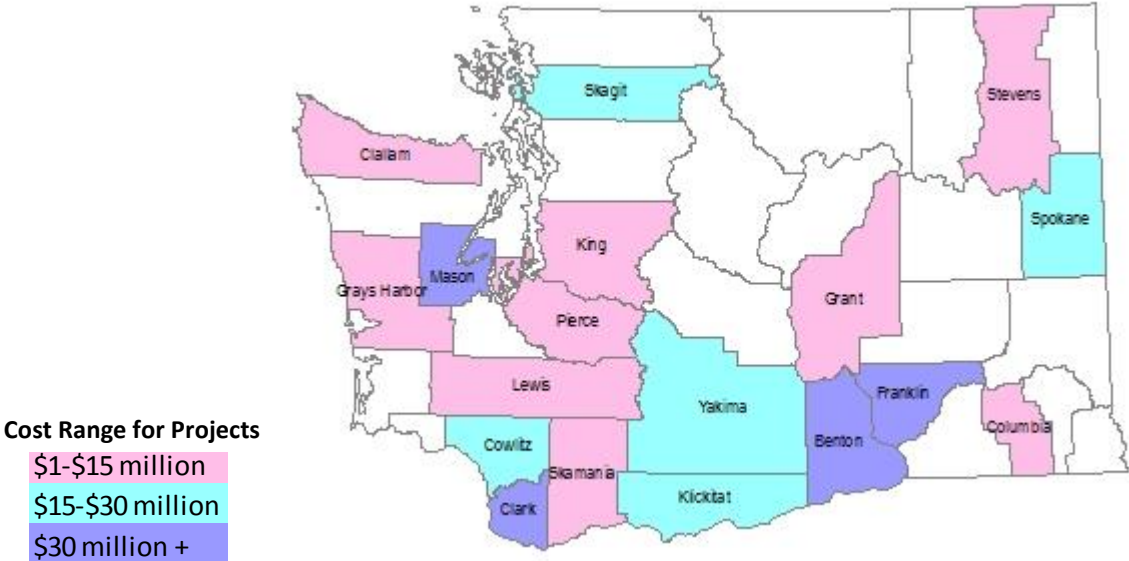 Skagit
Stevens
Clallam
Spokane
King
Mason
Grays Harbor
Grant
Pierce
Lewis
Franklin
Yakima
Columbia
Benton
Cowlitz
Skamania
Klickitat
Clark
Cost Range for Projects
$1-$15 million
$15-$30 million
$30 million +